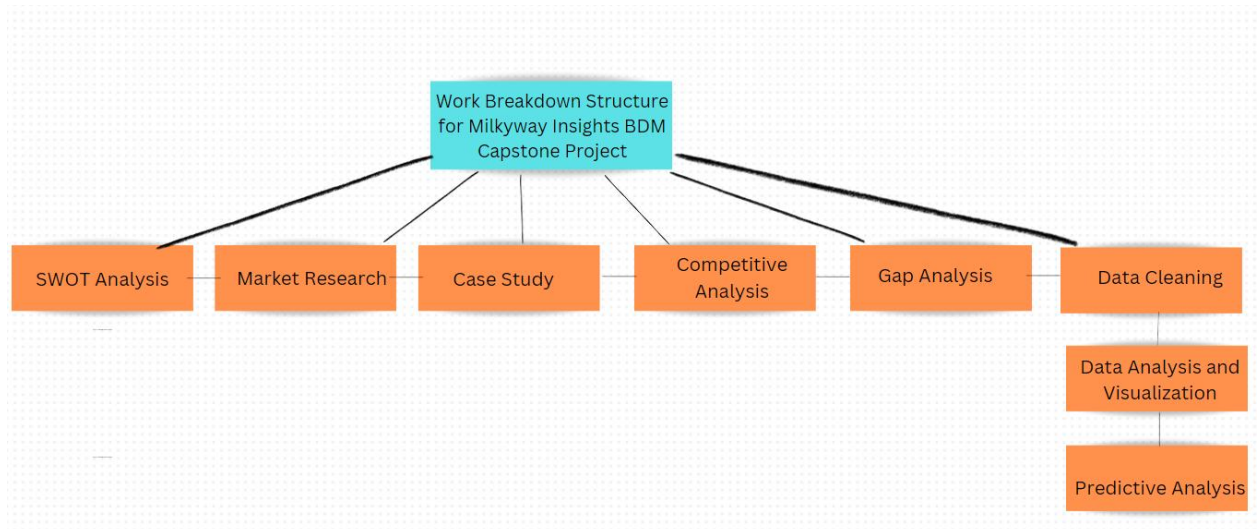 Work Breakdown Structure
for Milkyway Insights BDM
Capstone Project
SWOT Analysis
Market Research
Case Study
Competitive
Analysis
Gap Analysis
Data Cleaning
Data Analysis and
Visualization
Predictive Analysis